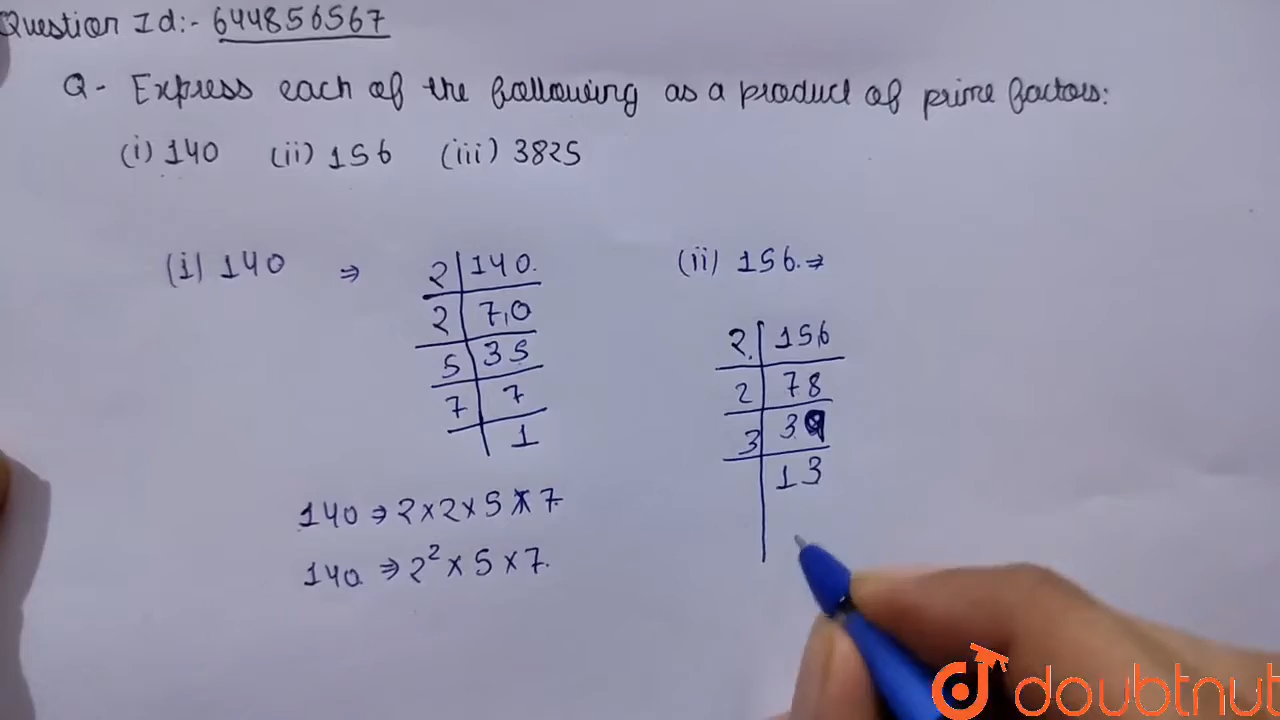 Question Id:- 644856567
Q- Express each of the following as a product of prime factors:
(i) 140 (ii) 156 (iii) 3825
(i) 140 ⇒
2 | 140.
2 | 70
5 | 35
7 | 7
1
140 ⇒ 2 × 2 × 5 × 7.
140 ⇒ 2² × 5 × 7.
(ii) 156. ⇒
2 | 156
2 | 78
3 | 39
13
doubtnut